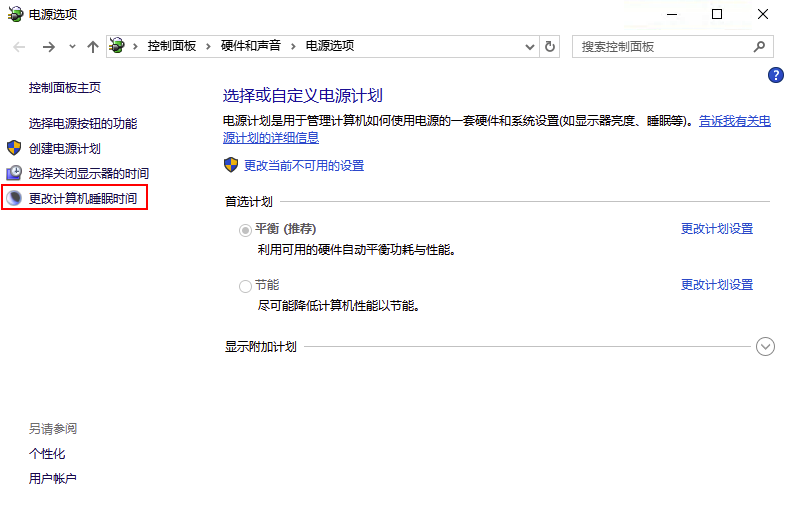 电源选项
控制面板 › 硬件和声音 › 电源选项
搜索控制面板
?
控制面板主页
选择电源按钮的功能
创建电源计划
选择关闭显示器的时间
更改计算机睡眠时间
选择或自定义电源计划
电源计划是用于管理计算机如何使用电源的一套硬件和系统设置(如显示器亮度、睡眠等)。告诉我有关电
源计划的详细信息
更改当前不可用的设置
首选计划
平衡 (推荐) 更改计划设置
利用可用的硬件自动平衡功耗与性能。
节能 更改计划设置
尽可能降低计算机性能以节能。
显示附加计划
另请参阅
个性化
用户帐户